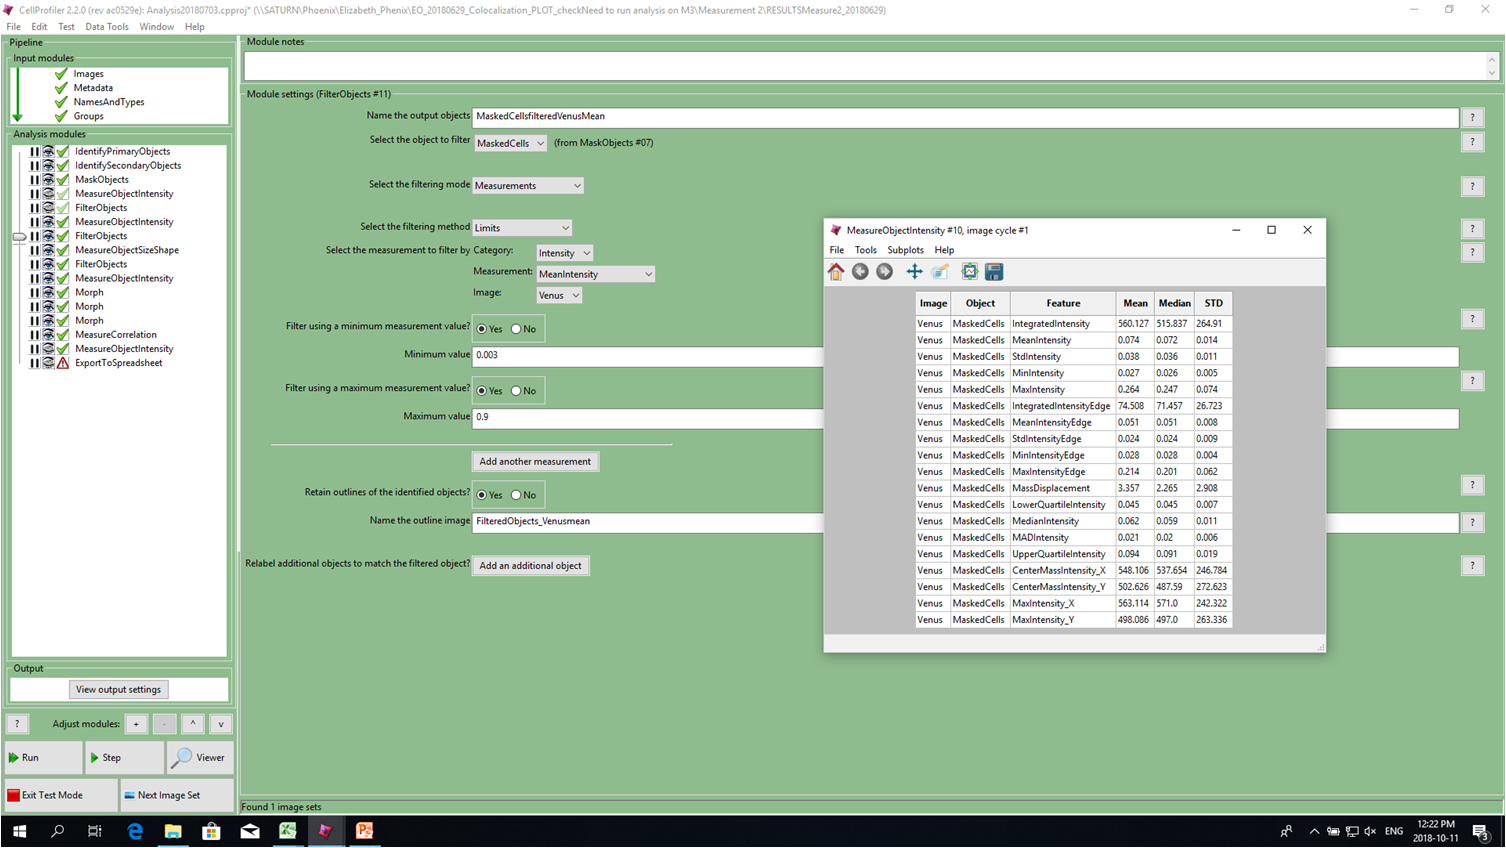 CellProfiler 2.2.0 (rev ac0529e): Analysis20180703.cpproj* (\\SATURN\Phoenix\Elizabeth_Phenix\EO_20180629_Colocalization_PLOT_checkNeed to run analysis on M3\Measurement 2\RESULTSMeasure2_20180629)
File Edit Test Data Tools Window Help
Pipeline
Input modules
Images
Metadata
NamesAndTypes
Groups
Analysis modules
IdentifyPrimaryObjects
IdentifySecondaryObjects
MaskObjects
MeasureObjectIntensity
FilterObjects
MeasureObjectIntensity
FilterObjects
MeasureObjectSizeShape
FilterObjects
MeasureObjectIntensity
Morph
Morph
Morph
MeasureCorrelation
MeasureObjectIntensity
ExportToSpreadsheet
Output
View output settings
? Adjust modules: + - ^ v
Run Step Viewer
Exit Test Mode Next Image Set
Module notes
Module settings (FilterObjects #11)
Name the output objects MaskedCellsfilteredVenusMean ?
Select the object to filter MaskedCells (from MaskObjects #07) ?
Select the filtering mode Measurements ?
Select the filtering method Limits ?
Select the measurement to filter by Category: Intensity ?
Measurement: MeanIntensity
Image: Venus
Filter using a minimum measurement value? Yes No ?
Minimum value 0.003
Filter using a maximum measurement value? Yes No ?
Maximum value 0.9
Add another measurement
Retain outlines of the identified objects? Yes No ?
Name the outline image FilteredObjects_Venusmean ?
Relabel additional objects to match the filtered object? Add an additional object ?
Found 1 image sets
MeasureObjectIntensity #10, image cycle #1
File Tools Subplots Help
Image Object Feature Mean Median STD
Venus MaskedCells IntegratedIntensity 560.127 515.837 264.91
Venus MaskedCells MeanIntensity 0.074 0.072 0.014
Venus MaskedCells StdIntensity 0.038 0.036 0.011
Venus MaskedCells MinIntensity 0.027 0.026 0.005
Venus MaskedCells MaxIntensity 0.264 0.247 0.074
Venus MaskedCells IntegratedIntensityEdge 74.508 71.457 26.723
Venus MaskedCells MeanIntensityEdge 0.051 0.051 0.008
Venus MaskedCells StdIntensityEdge 0.024 0.024 0.009
Venus MaskedCells MinIntensityEdge 0.028 0.028 0.004
Venus MaskedCells MaxIntensityEdge 0.214 0.201 0.062
Venus MaskedCells MassDisplacement 3.357 2.265 2.908
Venus MaskedCells LowerQuartileIntensity 0.045 0.045 0.007
Venus MaskedCells MedianIntensity 0.062 0.059 0.011
Venus MaskedCells MADIntensity 0.021 0.02 0.006
Venus MaskedCells UpperQuartileIntensity 0.094 0.091 0.019
Venus MaskedCells CenterMassIntensity_X 548.106 537.654 246.784
Venus MaskedCells CenterMassIntensity_Y 502.626 487.59 272.623
Venus MaskedCells MaxIntensity_X 563.114 571.0 242.322
Venus MaskedCells MaxIntensity_Y 498.086 497.0 263.336
ENG
12:22 PM
2018-10-11
3